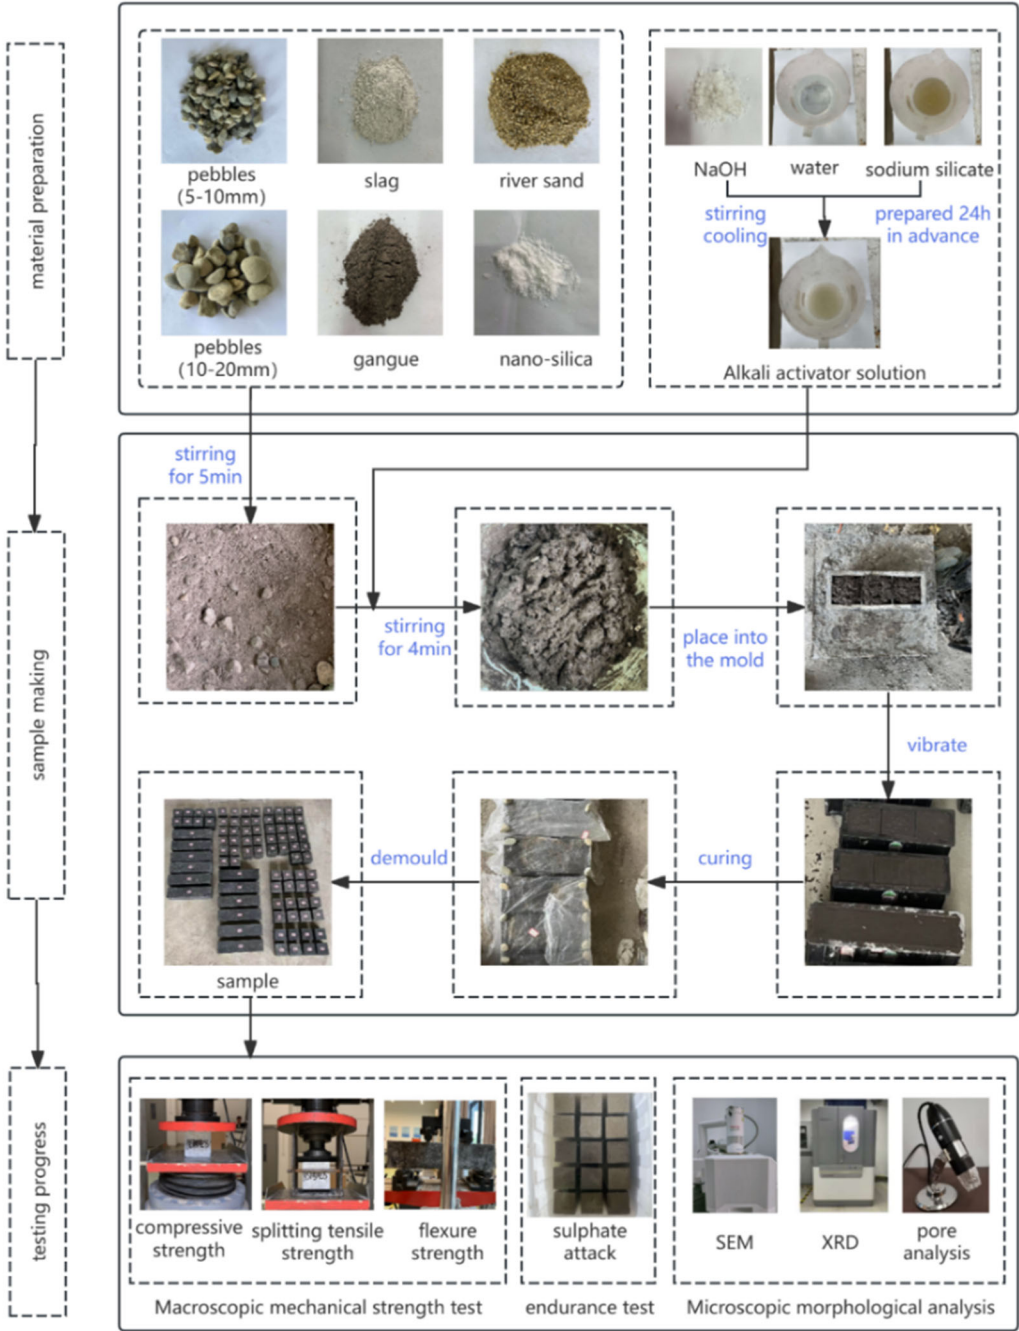 material preparation
pebbles
(5-10mm)
slag
river sand
pebbles
(10-20mm)
gangue
nano-silica
NaOH
water
sodium silicate
stirring
cooling
prepared 24h
in advance
Alkali activator solution
sample making
stirring
for 5min
stirring
for 4min
place into
the mold
vibrate
curing
demould
sample
testing progress
compressive
strength
splitting tensile
strength
flexure
strength
sulphate
attack
SEM
XRD
pore
analysis
Macroscopic mechanical strength test
endurance test
Microscopic morphological analysis